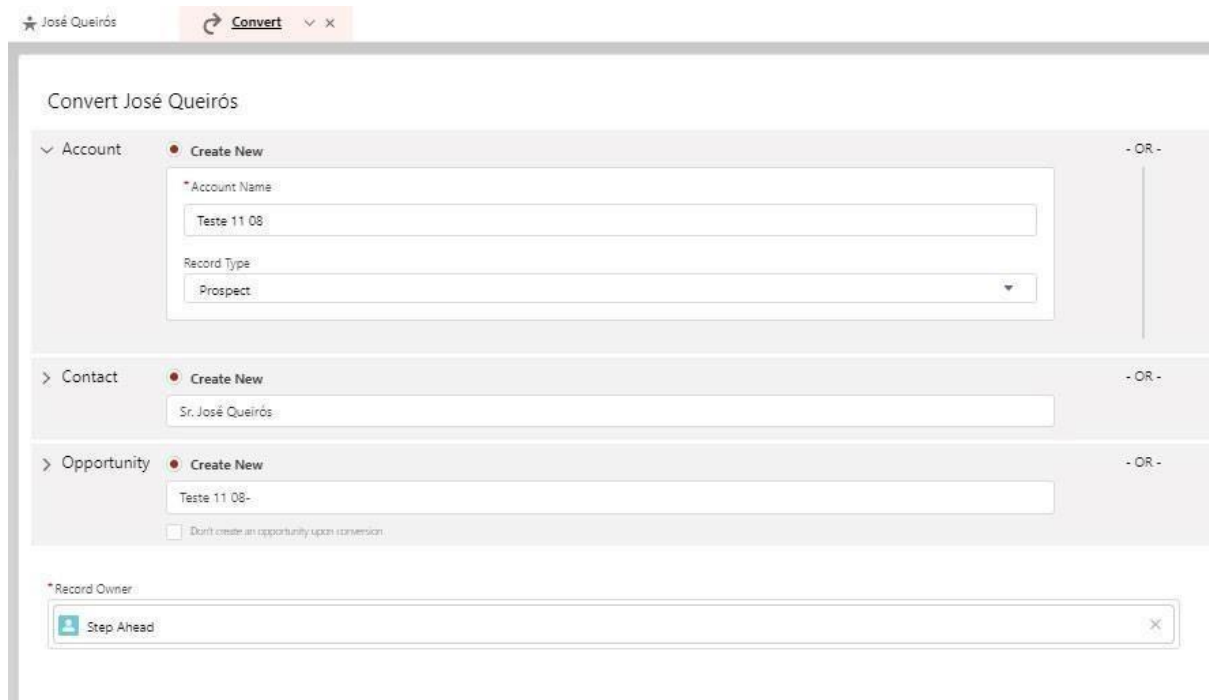 José Queirós
Convert
Convert José Queirós
Account
Create New
- OR -
*Account Name
Teste 11 08
Record Type
Prospect
Contact
Create New
- OR -
Sr. José Queirós
Opportunity
Create New
- OR -
Teste 11 08-
Don't create an opportunity upon conversion
*Record Owner
Step Ahead